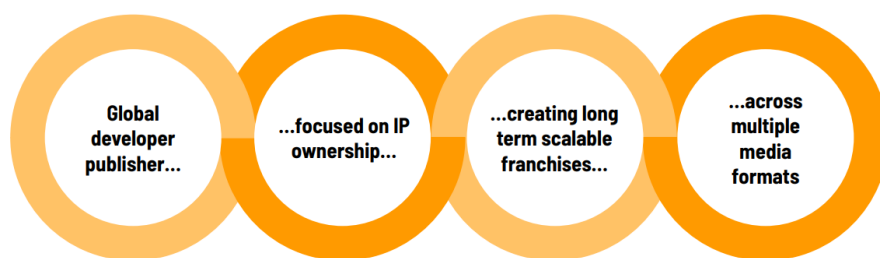 Global
developer
publisher...
...focused on IP
ownership...
...creating long
term scalable
franchises...
...across
multiple
media
formats